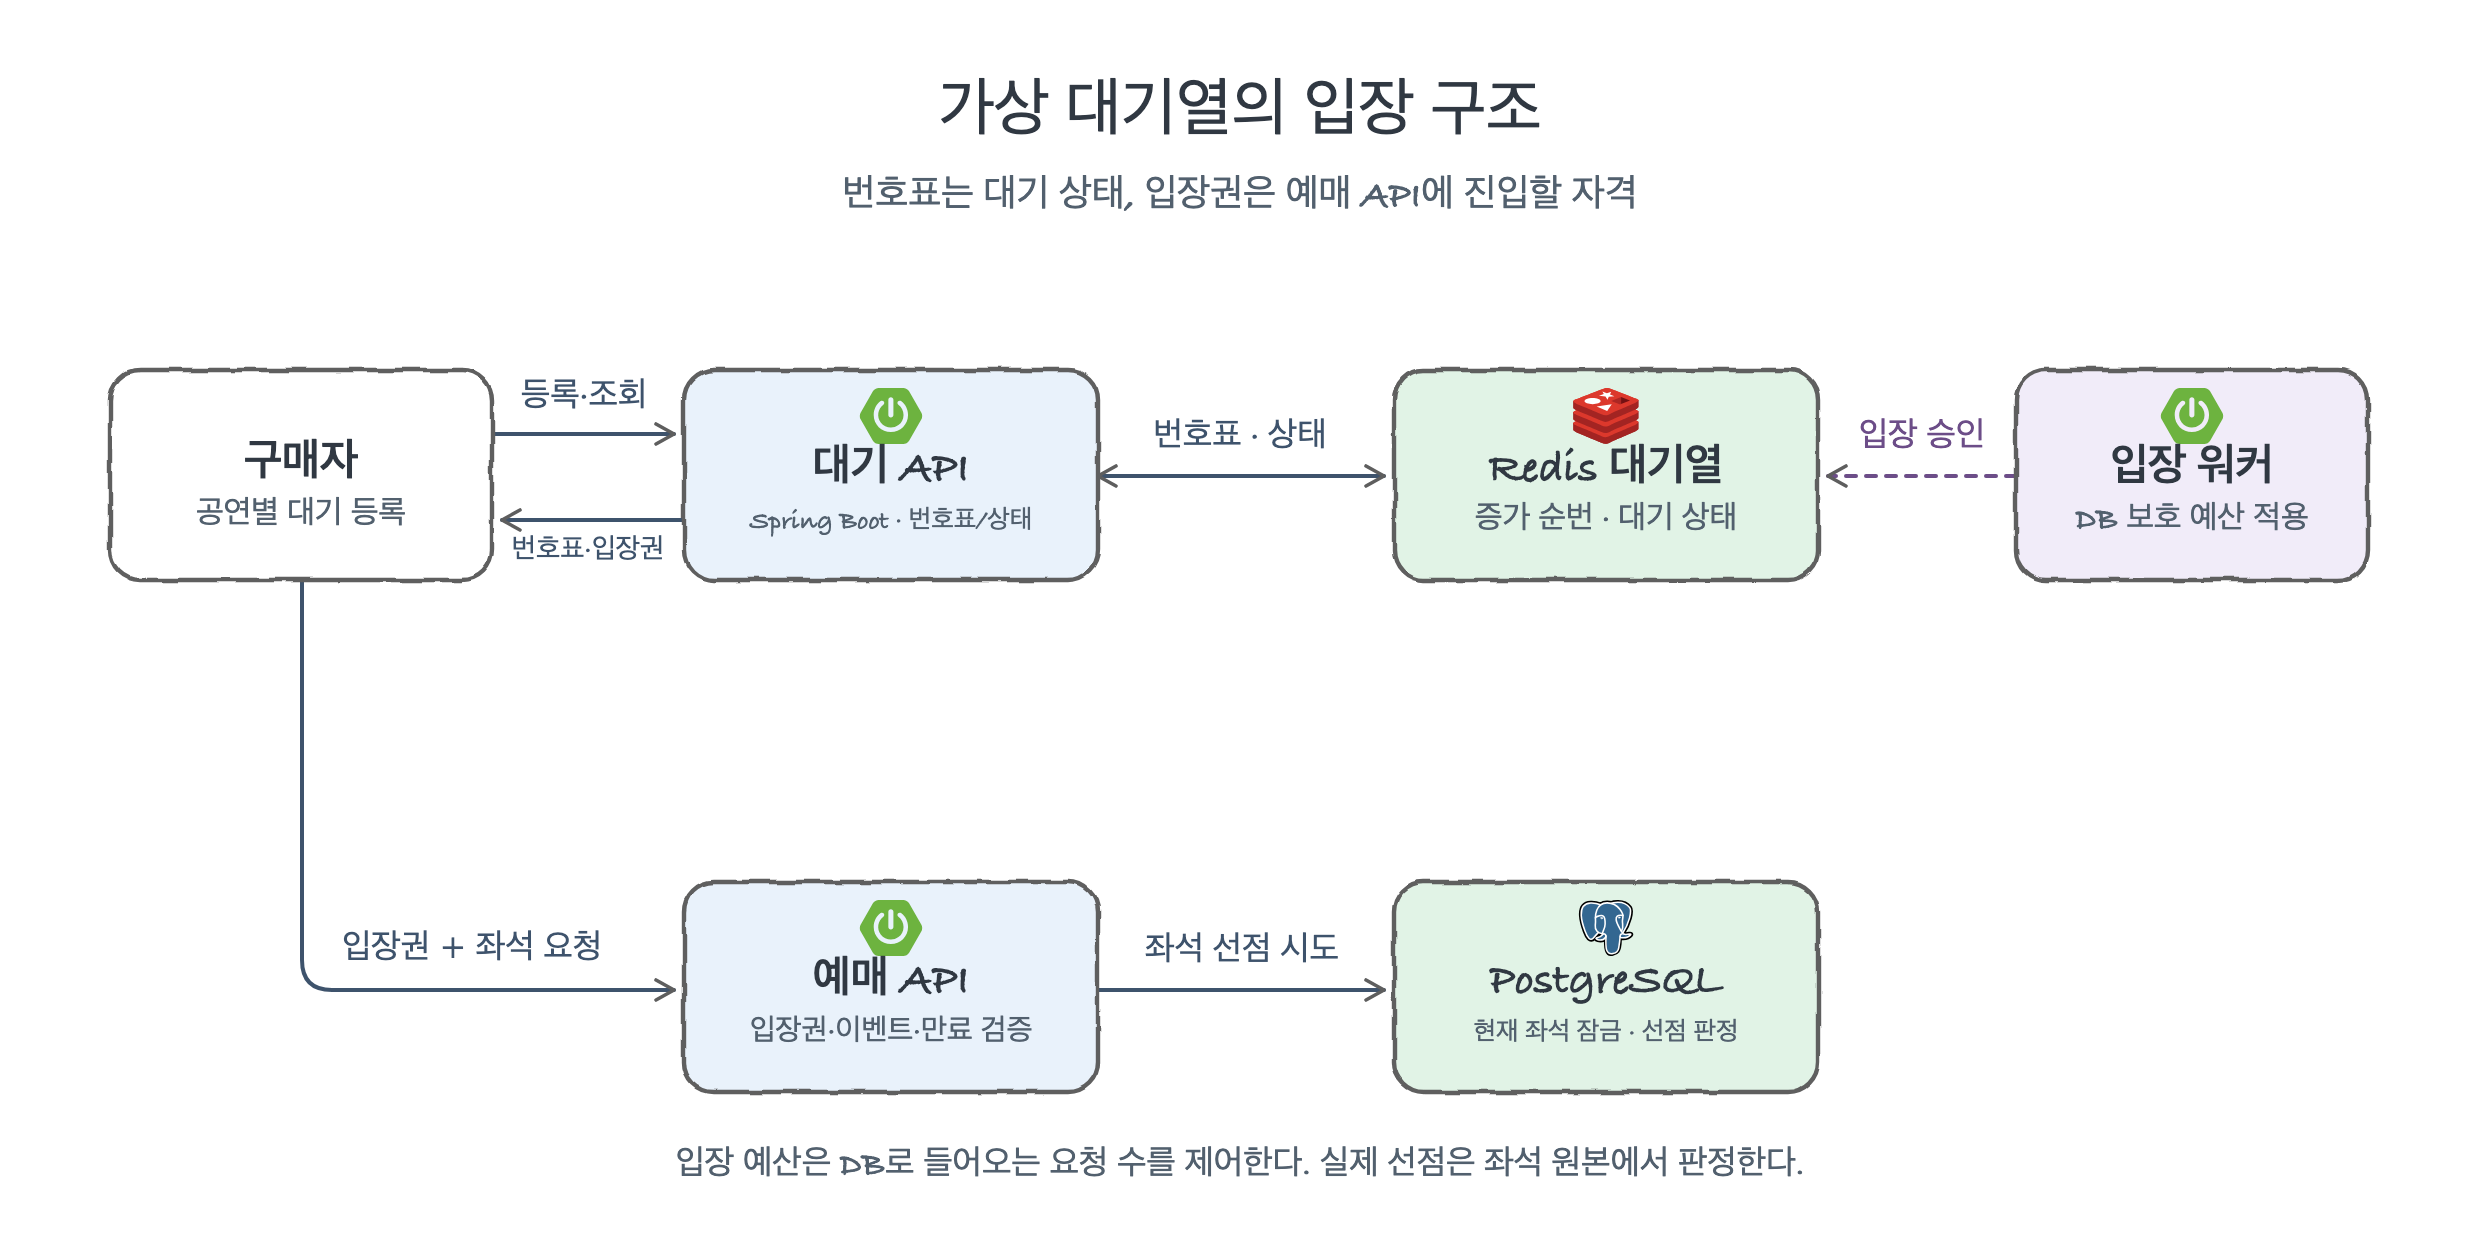 가상 대기열의 입장 구조
번호표는 대기 상태, 입장권은 예매 API에 진입할 자격
구매자
공연별 대기 등록
등록·조회
번호표·입장권
대기 API
Spring Boot · 번호표/상태
번호표 · 상태
Redis 대기열
증가 순번 · 대기 상태
입장 승인
입장 워커
DB 보호 예산 적용
입장권 + 좌석 요청
예매 API
입장권·이벤트·만료 검증
좌석 선점 시도
PostgreSQL
현재 좌석 잠금 · 선점 판정
입장 예산은 DB로 들어오는 요청 수를 제어한다. 실제 선점은 좌석 원본에서 판정한다.